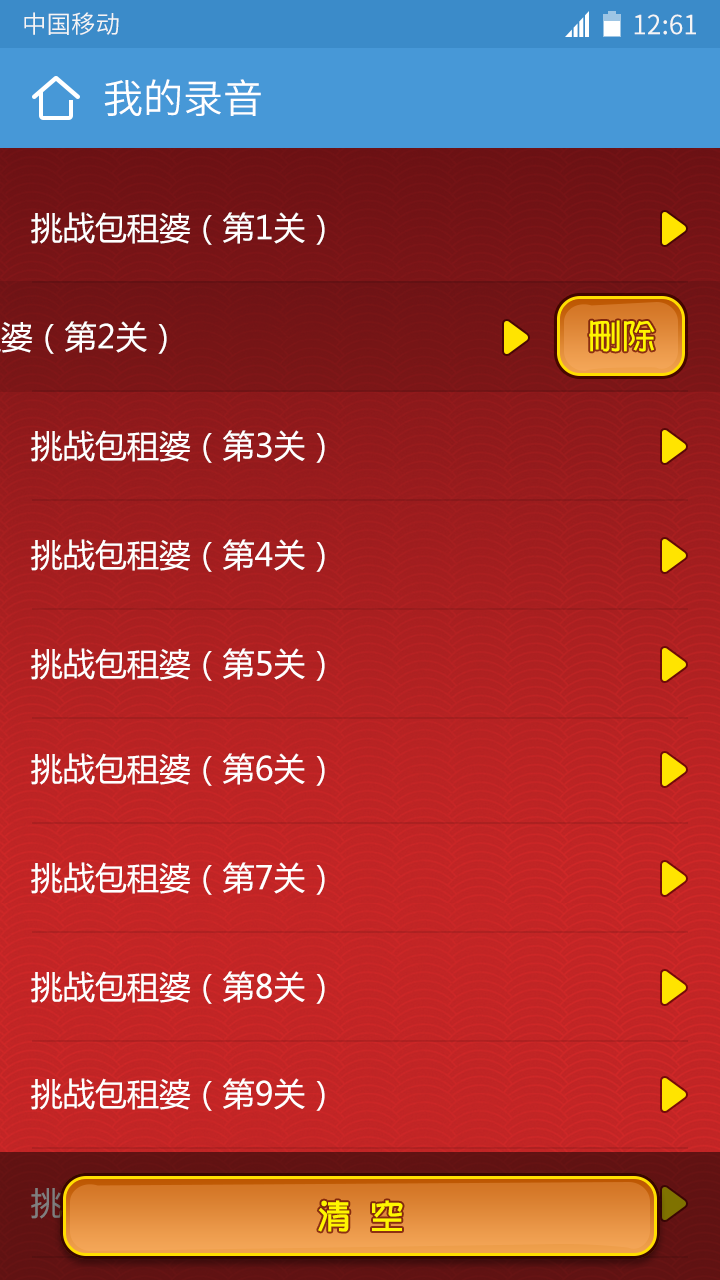 中国移动 12:61
我的录音
挑战包租婆（第1关）
婆（第2关） 刪除
挑战包租婆（第3关）
挑战包租婆（第4关）
挑战包租婆（第5关）
挑战包租婆（第6关）
挑战包租婆（第7关）
挑战包租婆（第8关）
挑战包租婆（第9关）
挑
清 空